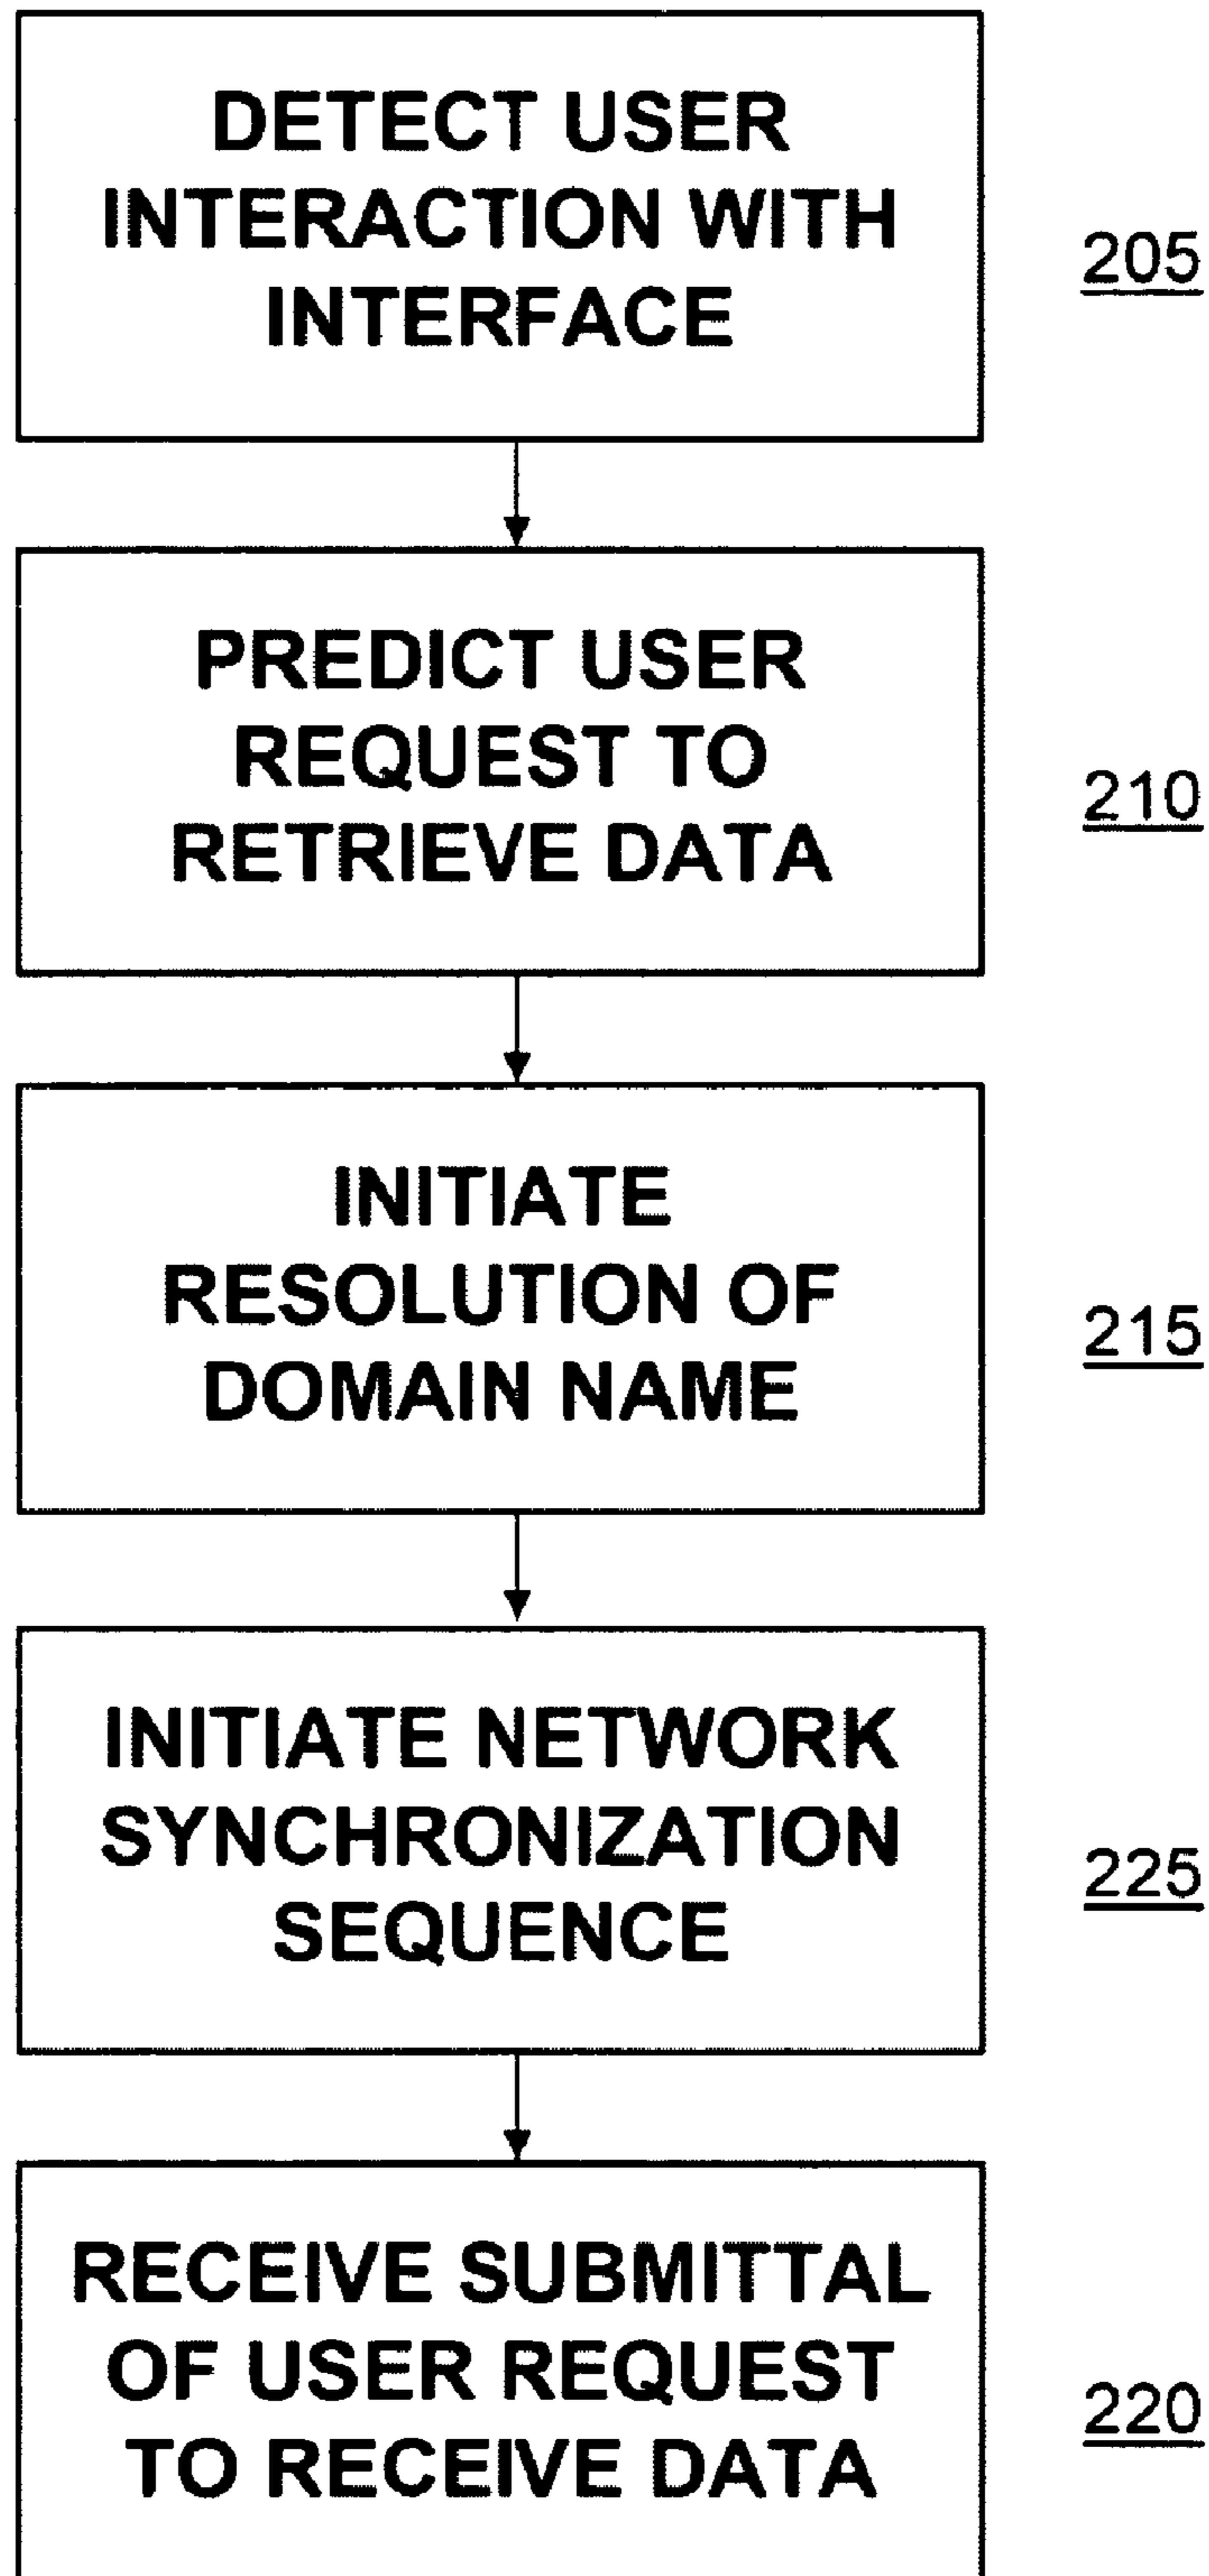 DETECT USER
INTERACTION WITH
INTERFACE
205
PREDICT USER
REQUEST TO
RETRIEVE DATA
210
INITIATE
RESOLUTION OF
DOMAIN NAME
215
INITIATE NETWORK
SYNCHRONIZATION
SEQUENCE
225
RECEIVE SUBMITTAL
OF USER REQUEST
TO RECEIVE DATA
220